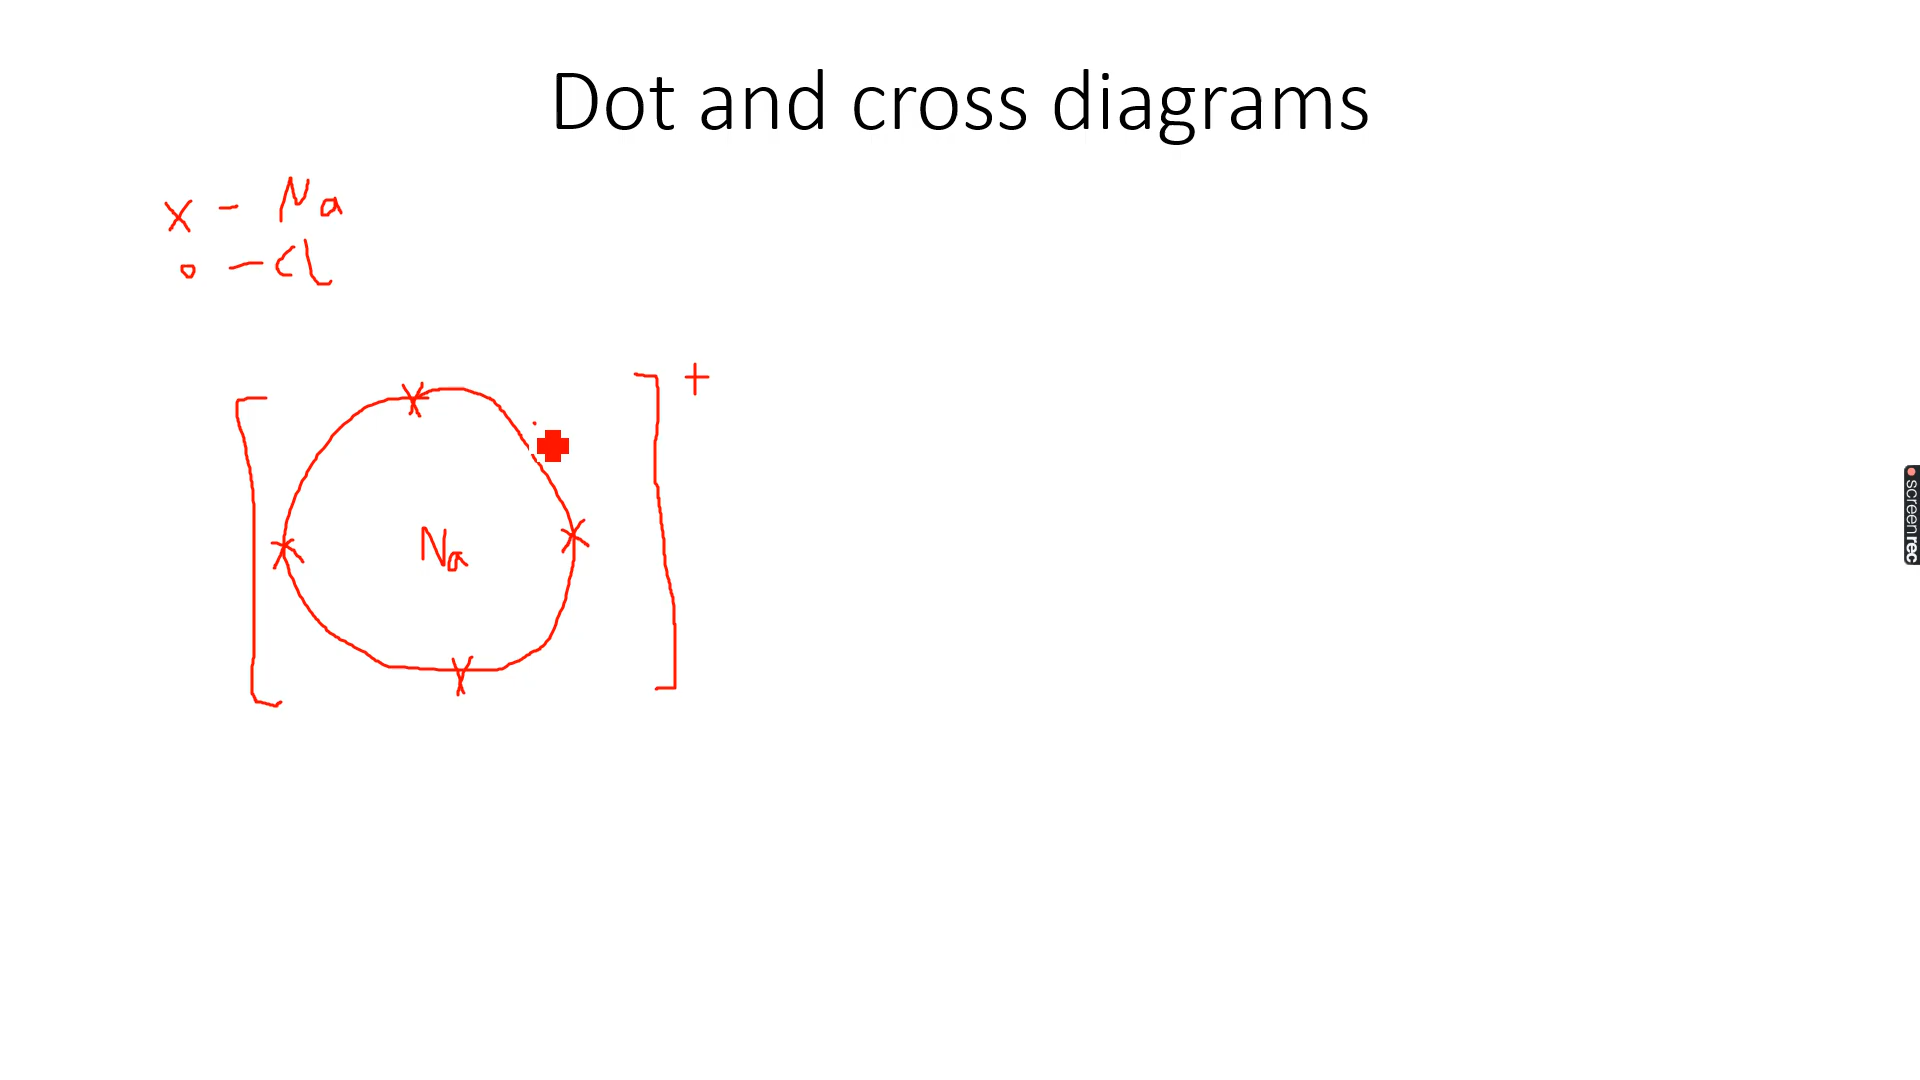 Dot and cross diagrams
x - Na
o - Cl
[ Na ]+
screenrec